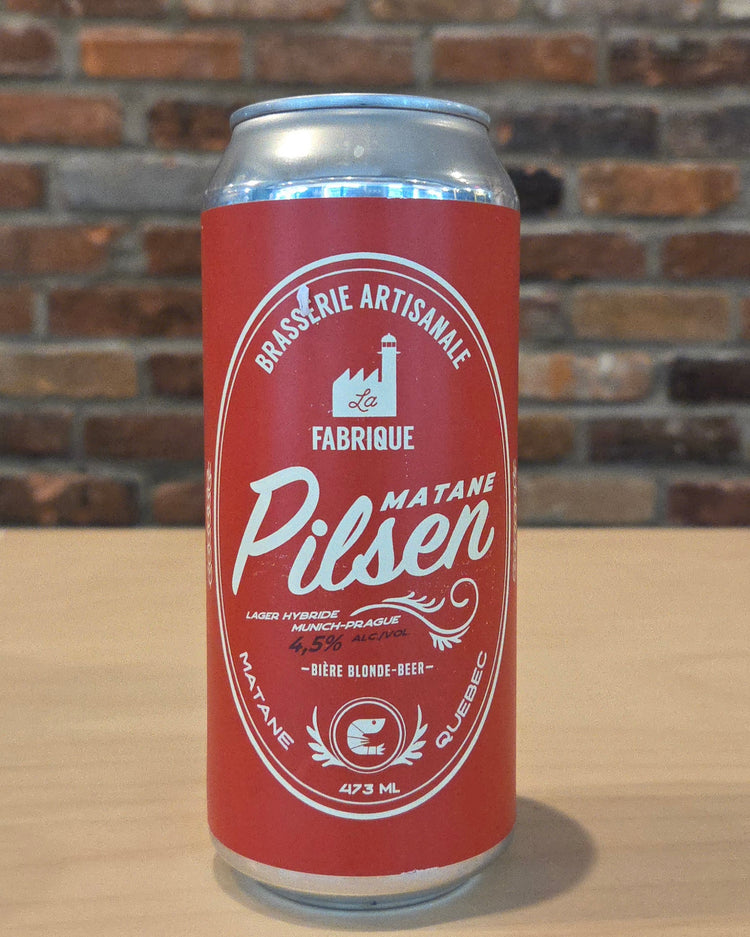 BRASSERIE ARTISANALE
La
FABRIQUE
MATANE
Pilsen
LAGER HYBRIDE
MUNICH-PRAGUE
4,5% ALC./VOL.
–BIÈRE BLONDE-BEER–
MATANE
QUEBEC
473 ML